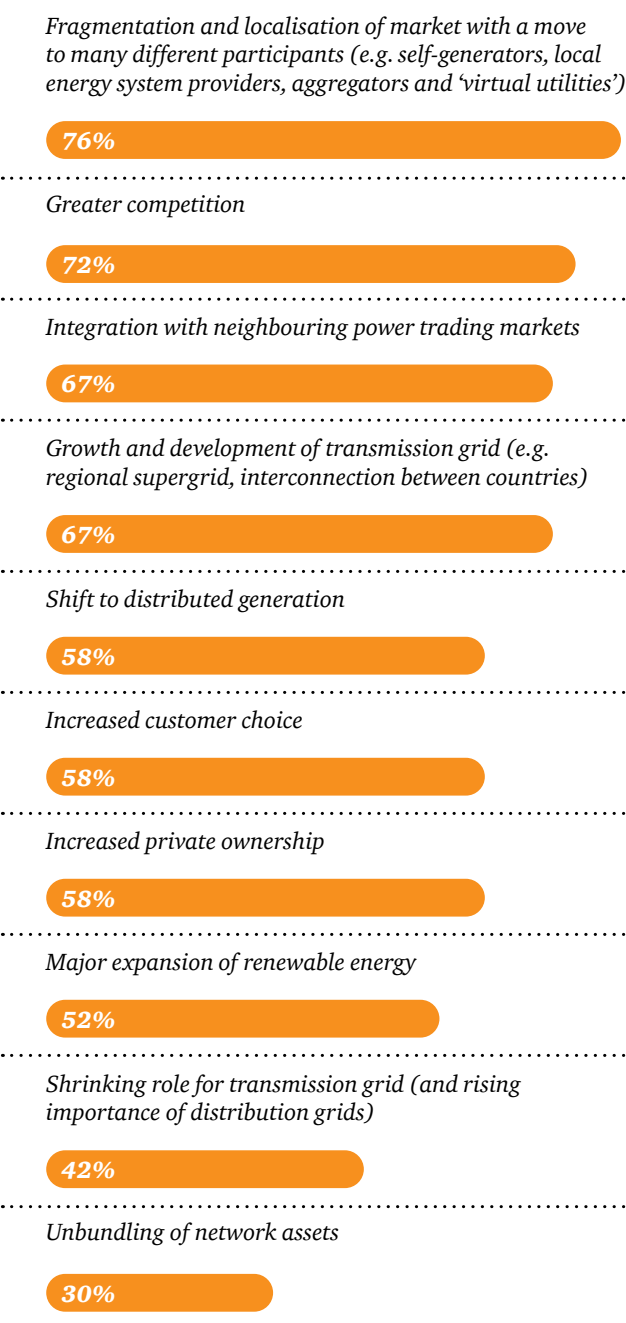 Fragmentation and localisation of market with a move
to many different participants (e.g. self-generators, local
energy system providers, aggregators and ‘virtual utilities’)
76%
Greater competition
72%
Integration with neighbouring power trading markets
67%
Growth and development of transmission grid (e.g.
regional supergrid, interconnection between countries)
67%
Shift to distributed generation
58%
Increased customer choice
58%
Increased private ownership
58%
Major expansion of renewable energy
52%
Shrinking role for transmission grid (and rising
importance of distribution grids)
42%
Unbundling of network assets
30%